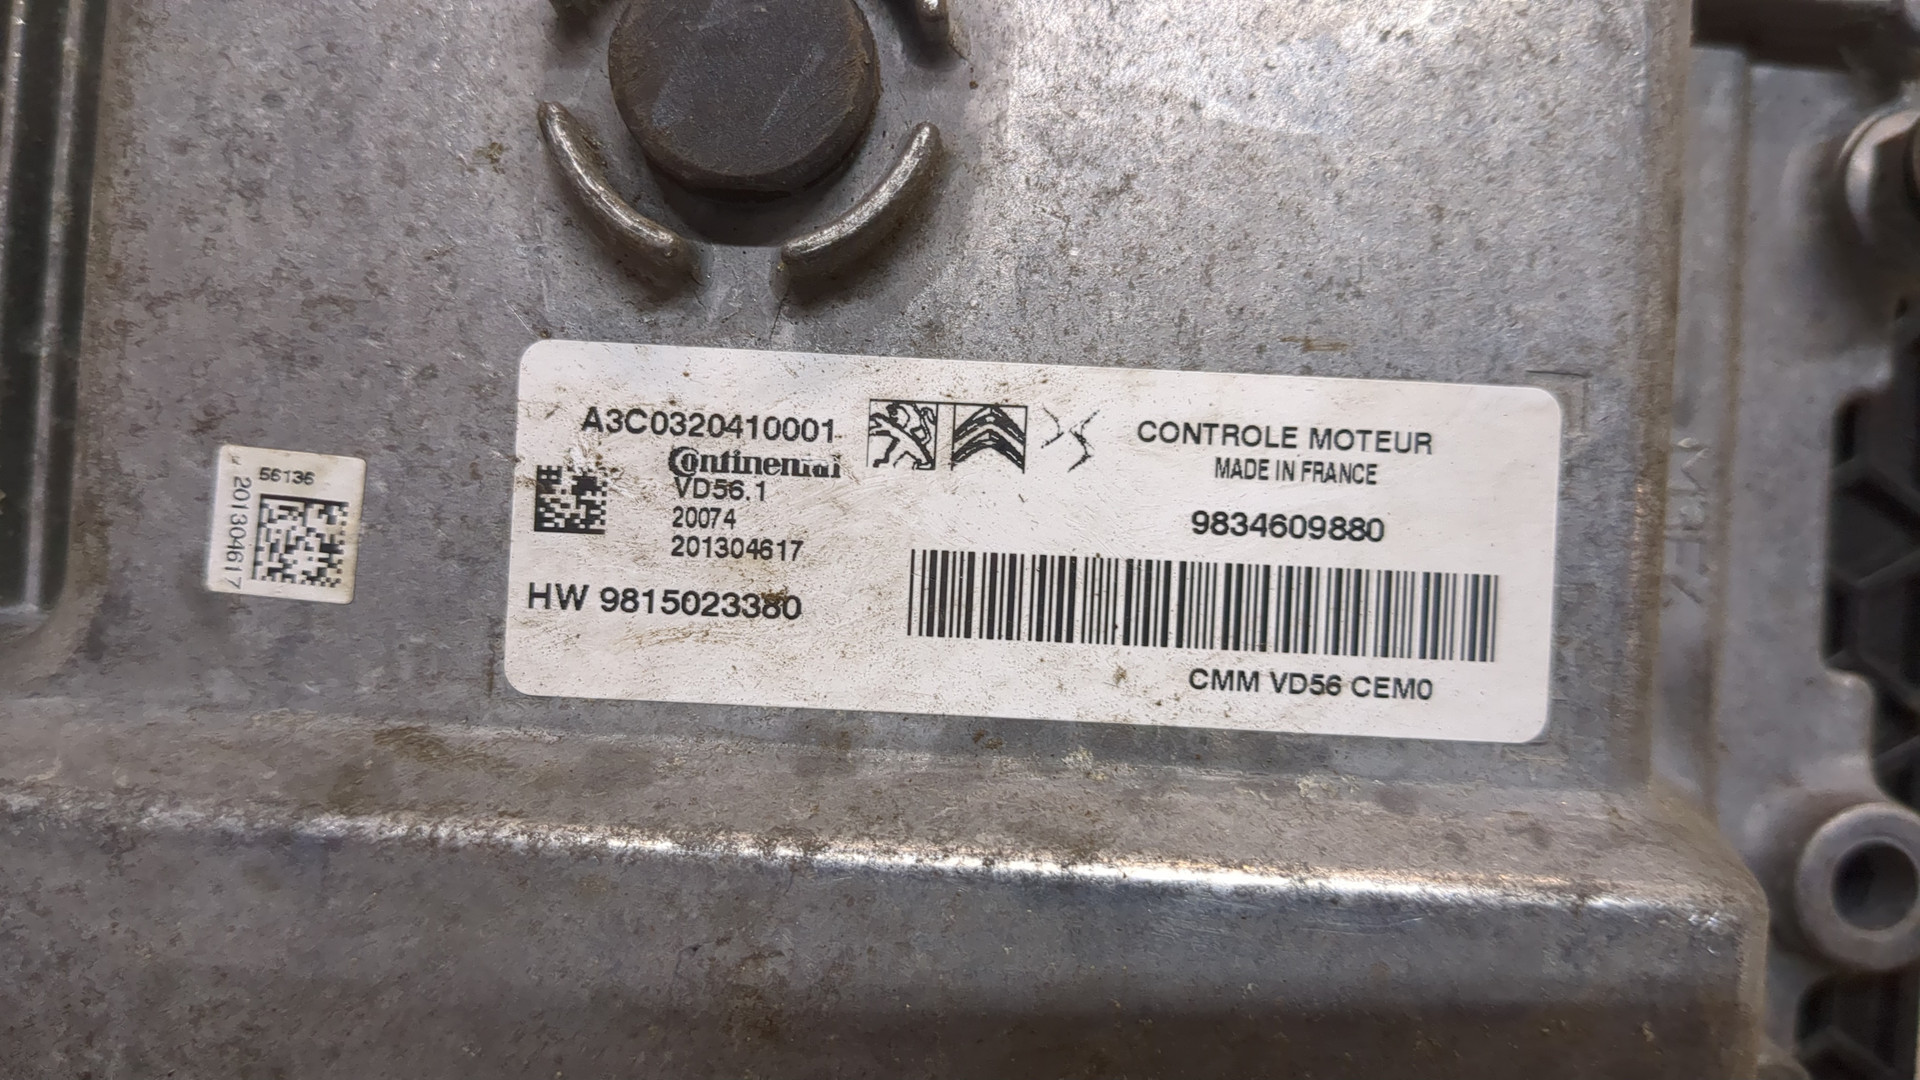 56136
201304617
A3C0320410001
Continental
VD56.1
20074
201304617
HW 9815023380
CONTROLE MOTEUR
MADE IN FRANCE
9834609880
CMM VD56 CEM0